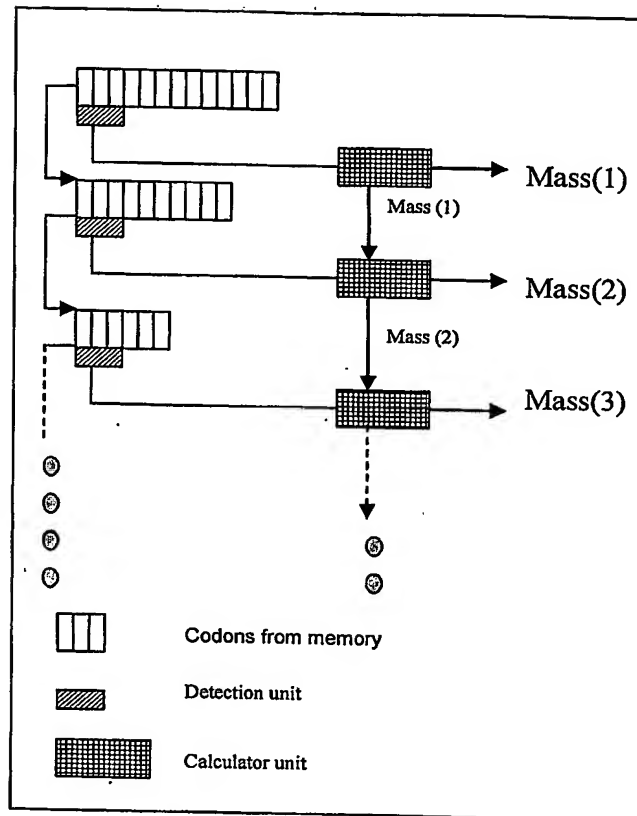 Mass(1)
Mass (1)
Mass(2)
Mass (2)
Mass(3)
Codons from memory
Detection unit
Calculator unit